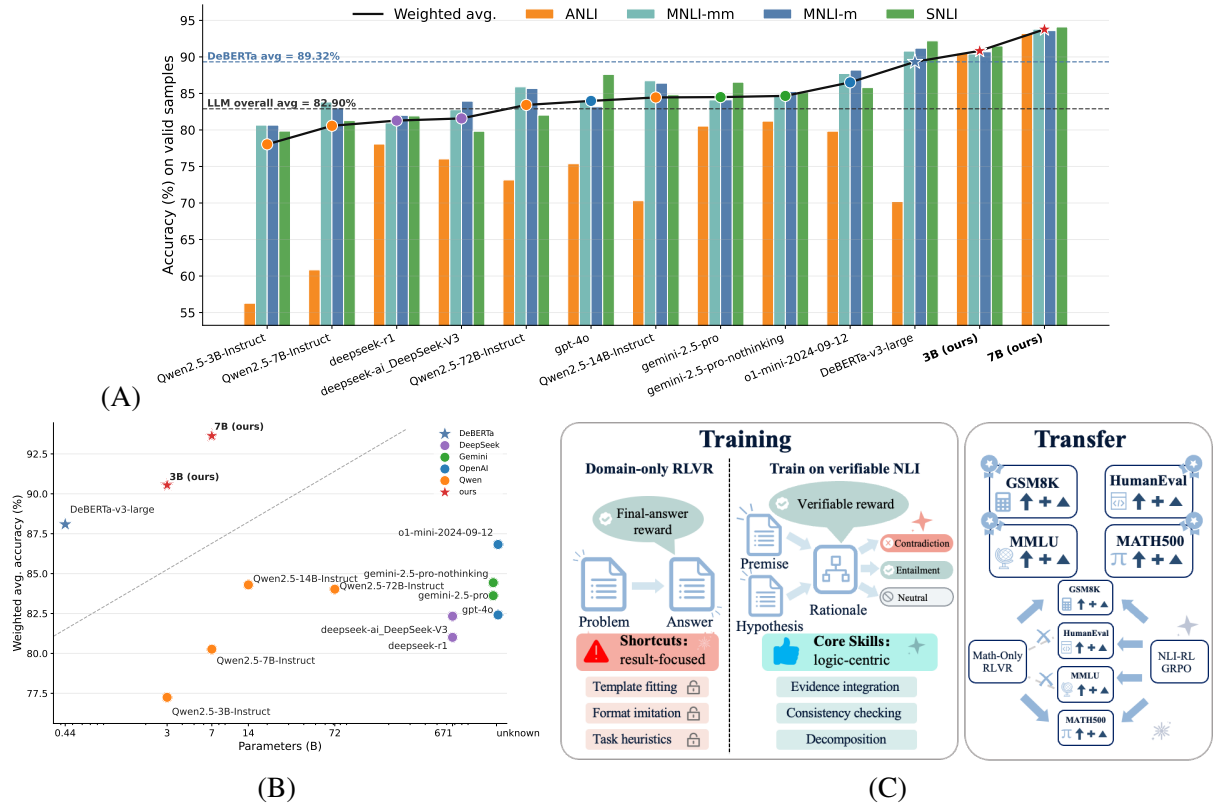 Weighted avg. ANLI MNLI-mm MNLI-m SNLI
95
90
85
80
75
70
65
60
55
Accuracy (%) on valid samples
DeBERTa avg = 89.32%
LLM overall avg = 82.90%
Qwen2.5-3B-Instruct
Qwen2.5-7B-Instruct
deepseek-r1
deepseek-ai_DeepSeek-V3
Qwen2.5-72B-Instruct
gpt-4o
Qwen2.5-14B-Instruct
gemini-2.5-pro
gemini-2.5-pro-nothinking
o1-mini-2024-09-12
DeBERTa-v3-large
3B (ours)
7B (ours)
(A)
Weighted avg. accuracy (%)
92.5
90.0
87.5
85.0
82.5
80.0
77.5
7B (ours)
3B (ours)
DeBERTa-v3-large
DeBERTa
DeepSeek
Gemini
OpenAI
Qwen
ours
o1-mini-2024-09-12
Qwen2.5-14B-Instruct
gemini-2.5-pro-nothinking
Qwen2.5-72B-Instruct
gemini-2.5-pro
gpt-4o
deepseek-ai_DeepSeek-V3
deepseek-r1
Qwen2.5-7B-Instruct
Qwen2.5-3B-Instruct
0.44 3 7 14 72 671 unknown
Parameters (B)
(B)
Training
Domain-only RLVR
Final-answer
reward
Problem Answer
Shortcuts:
result-focused
Template fitting
Format imitation
Task heuristics
Train on verifiable NLI
Verifiable reward
Premise
Hypothesis
Rationale
Contradiction
Entailment
Neutral
Core Skills:
logic-centric
Evidence integration
Consistency checking
Decomposition
Transfer
GSM8K
HumanEval
MMLU
MATH500
π
GSM8K
HumanEval
MMLU
MATH500
π
Math-Only
RLVR
NLI-RL
GRPO
(C)